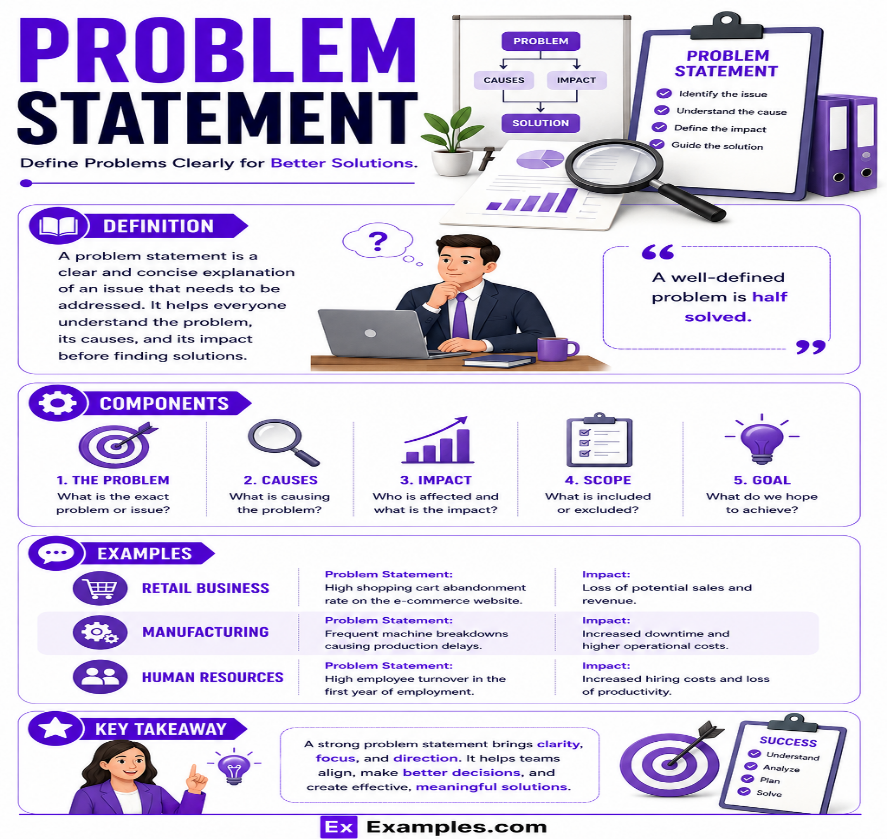 PROBLEM
STATEMENT
Define Problems Clearly for Better Solutions.
PROBLEM
CAUSES
IMPACT
SOLUTION
PROBLEM
STATEMENT
Identify the issue
Understand the cause
Define the impact
Guide the solution
DEFINITION
A problem statement is a
clear and concise explanation
of an issue that needs to be
addressed. It helps everyone
understand the problem,
its causes, and its impact
before finding solutions.
?
“
A well-defined
problem is half
solved.
”
COMPONENTS
1. THE PROBLEM
What is the exact
problem or issue?
2. CAUSES
What is causing
the problem?
3. IMPACT
Who is affected and
what is the impact?
4. SCOPE
What is included
or excluded?
5. GOAL
What do we hope
to achieve?
EXAMPLES
RETAIL BUSINESS
Problem Statement:
High shopping cart abandonment
rate on the e-commerce website.
Impact:
Loss of potential sales and
revenue.
MANUFACTURING
Problem Statement:
Frequent machine breakdowns
causing production delays.
Impact:
Increased downtime and
higher operational costs.
HUMAN RESOURCES
Problem Statement:
High employee turnover in the
first year of employment.
Impact:
Increased hiring costs and loss
of productivity.
KEY TAKEAWAY
A strong problem statement brings clarity,
focus, and direction. It helps teams
align, make better decisions, and
create effective, meaningful solutions.
SUCCESS
Understand
Analyze
Plan
Solve
Ex Examples.com